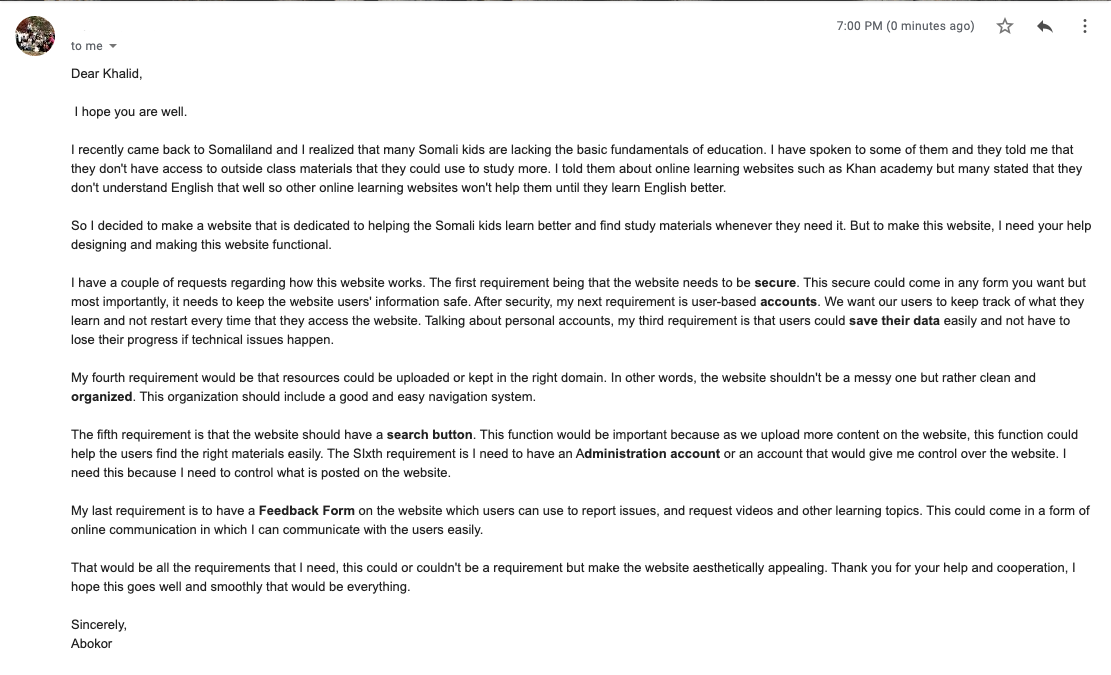 7:00 PM (0 minutes ago)
to me
Dear Khalid,
I hope you are well.
I recently came back to Somaliland and I realized that many Somali kids are lacking the basic fundamentals of education. I have spoken to some of them and they told me that
they don't have access to outside class materials that they could use to study more. I told them about online learning websites such as Khan academy but many stated that they
don't understand English that well so other online learning websites won't help them until they learn English better.
So I decided to make a website that is dedicated to helping the Somali kids learn better and find study materials whenever they need it. But to make this website, I need your help
designing and making this website functional.
I have a couple of requests regarding how this website works. The first requirement being that the website needs to be secure. This secure could come in any form you want but
most importantly, it needs to keep the website users' information safe. After security, my next requirement is user-based accounts. We want our users to keep track of what they
learn and not restart every time that they access the website. Talking about personal accounts, my third requirement is that users could save their data easily and not have to
lose their progress if technical issues happen.
My fourth requirement would be that resources could be uploaded or kept in the right domain. In other words, the website shouldn't be a messy one but rather clean and
organized. This organization should include a good and easy navigation system.
The fifth requirement is that the website should have a search button. This function would be important because as we upload more content on the website, this function could
help the users find the right materials easily. The SIxth requirement is I need to have an Administration account or an account that would give me control over the website. I
need this because I need to control what is posted on the website.
My last requirement is to have a Feedback Form on the website which users can use to report issues, and request videos and other learning topics. This could come in a form of
online communication in which I can communicate with the users easily.
That would be all the requirements that I need, this could or couldn't be a requirement but make the website aesthetically appealing. Thank you for your help and cooperation, I
hope this goes well and smoothly that would be everything.
Sincerely,
Abokor